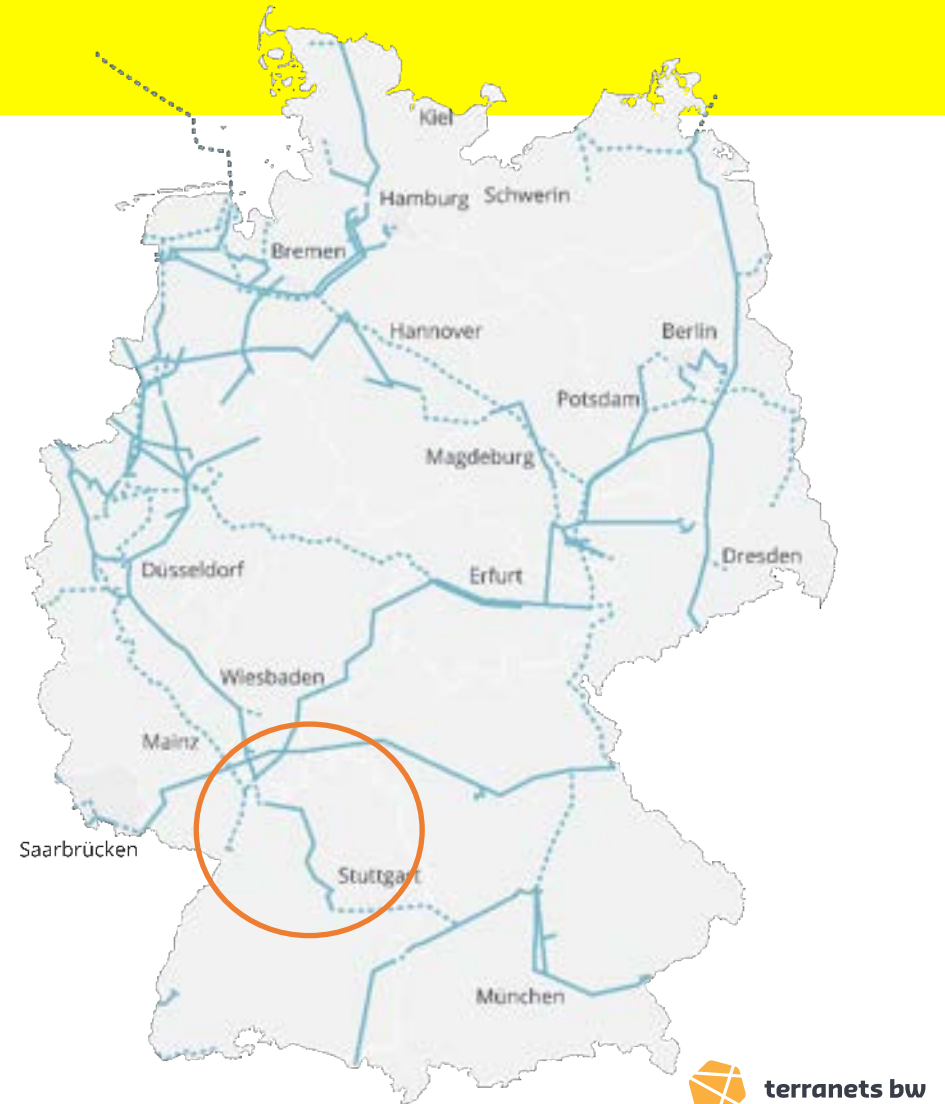 Kiel
Hamburg
Schwerin
Bremen
Hannover
Berlin
Potsdam
Magdeburg
Düsseldorf
Erfurt
Dresden
Wiesbaden
Mainz
Saarbrücken
Stuttgart
München
terranets bw